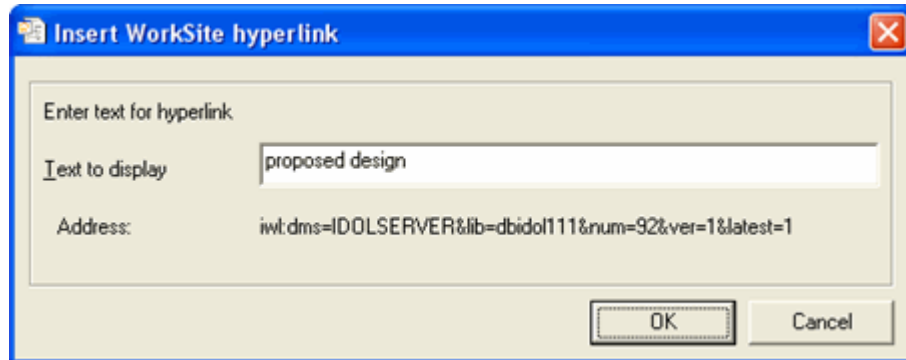 Insert WorkSite hyperlink
Enter text for hyperlink
Text to display proposed design
Address: iwl:dms=IDOLSERVER&lib=dbidol111&num=92&ver=1&latest=1
OK Cancel